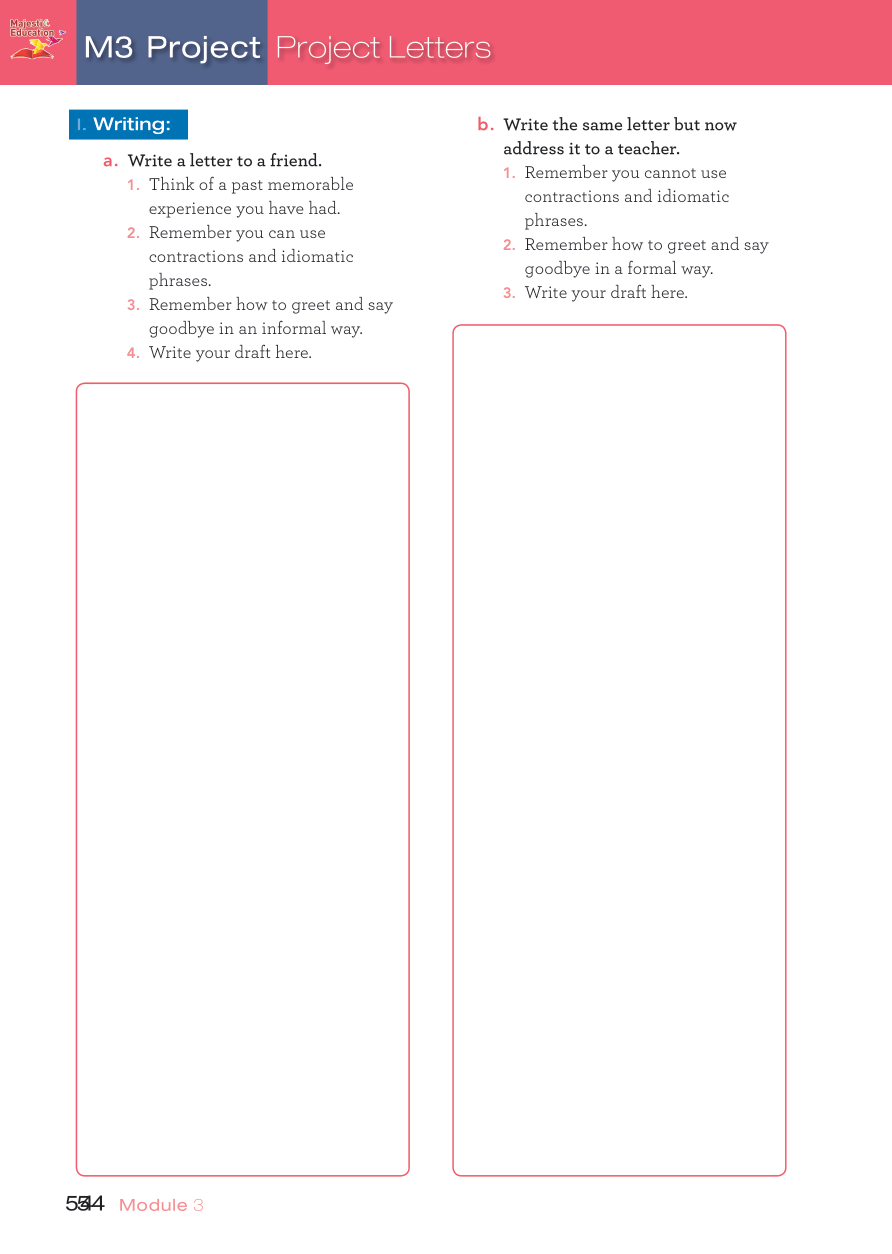 Majestic
Education
M3 Project Project Letters
I. Writing:
a. Write a letter to a friend.
1. Think of a past memorable
experience you have had.
2. Remember you can use
contractions and idiomatic
phrases.
3. Remember how to greet and say
goodbye in an informal way.
4. Write your draft here.
b. Write the same letter but now
address it to a teacher.
1. Remember you cannot use
contractions and idiomatic
phrases.
2. Remember how to greet and say
goodbye in a formal way.
3. Write your draft here.
Module 3